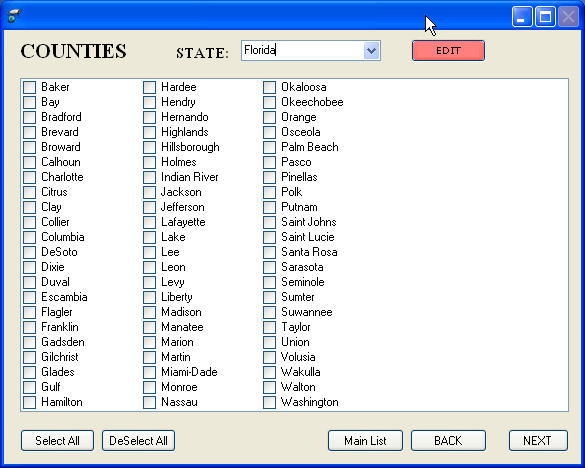 COUNTIES STATE: Florida EDIT
Baker Hardee Okaloosa
Bay Hendry Okeechobee
Bradford Hernando Orange
Brevard Highlands Osceola
Broward Hillsborough Palm Beach
Calhoun Holmes Pasco
Charlotte Indian River Pinellas
Citrus Jackson Polk
Clay Jefferson Putnam
Collier Lafayette Saint Johns
Columbia Lake Saint Lucie
DeSoto Lee Santa Rosa
Dixie Leon Sarasota
Duval Levy Seminole
Escambia Liberty Sumter
Flagler Madison Suwannee
Franklin Manatee Taylor
Gadsden Marion Union
Gilchrist Martin Volusia
Glades Miami-Dade Wakulla
Gulf Monroe Walton
Hamilton Nassau Washington
Select All DeSelect All Main List BACK NEXT